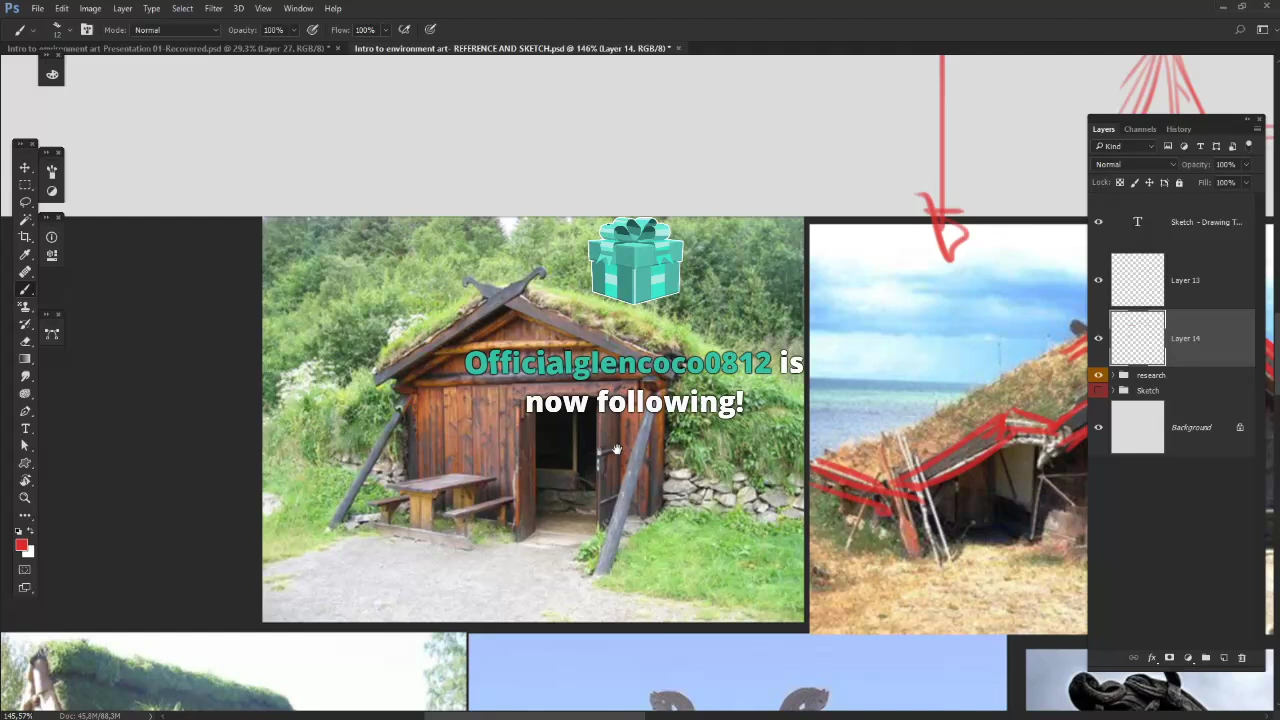 Ps File Edit Image Layer Type Select Filter 3D View Window Help
12 Mode: Normal Opacity: 100% Flow: 100%
Intro to environment art Presentation 01-Recovered.psd @ 29.3% (Layer 27, RGB/8) * × Intro to environment art- REFERENCE AND SKETCH.psd @ 146% (Layer 14, RGB/8) * ×
Layers Channels History
Kind
Normal Opacity: 100%
Lock: Fill: 100%
Sketch - Drawing T...
Layer 13
Layer 14
research
Sketch
Background
Officialglencoco0812 is
now following!
145,57% Doc: 45,8M/88,3M